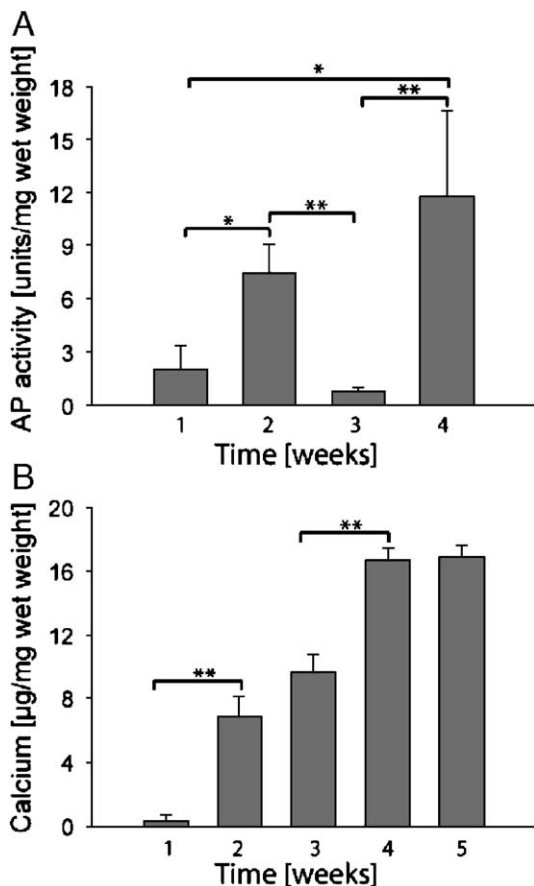 A
AP activity [units/mg wet weight]
18
15
12
9
6
3
0
*
**
*
**
1 2 3 4
Time [weeks]
B
Calcium [µg/mg wet weight]
20
16
12
8
4
0
**
**
1 2 3 4 5
Time [weeks]